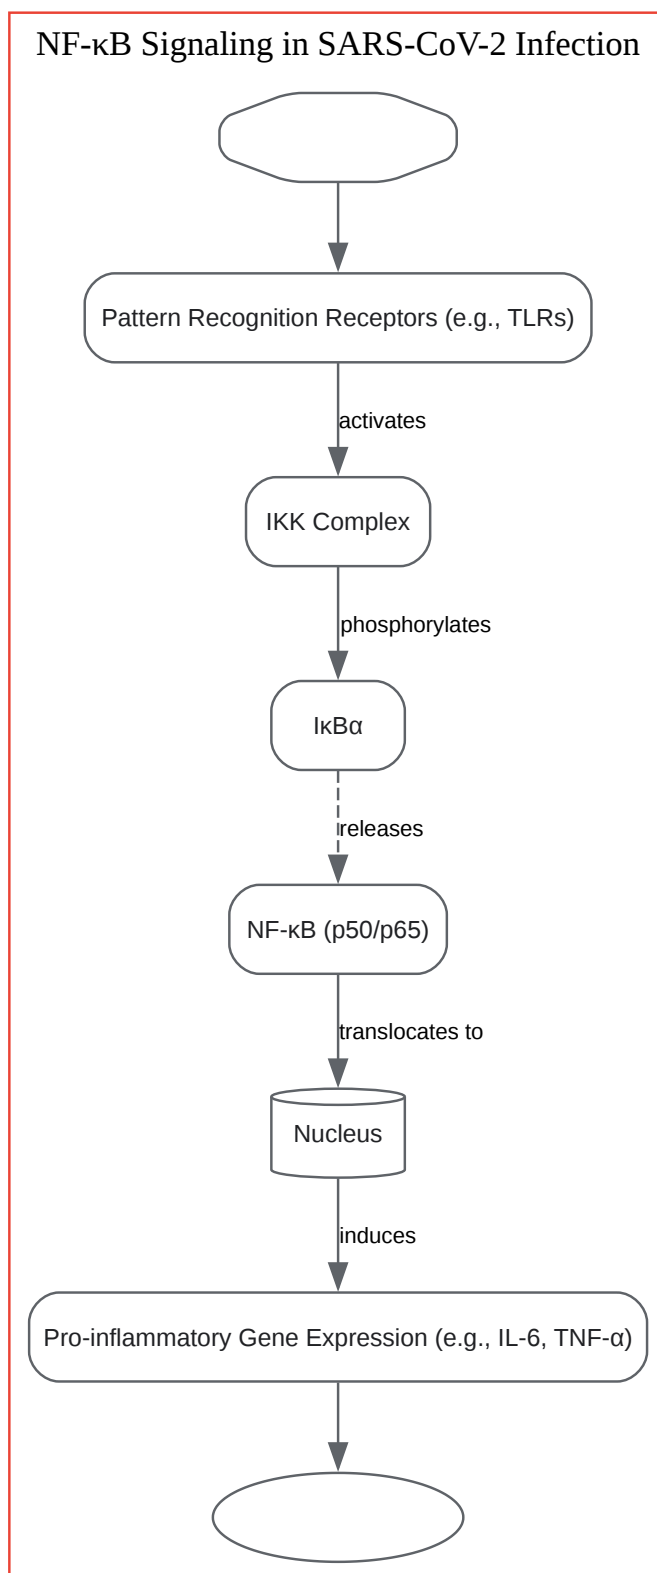 NF-κB Signaling in SARS-CoV-2 Infection
Pattern Recognition Receptors (e.g., TLRs)
activates
IKK Complex
phosphorylates
IκBα
releases
NF-κB (p50/p65)
translocates to
Nucleus
induces
Pro-inflammatory Gene Expression (e.g., IL-6, TNF-α)